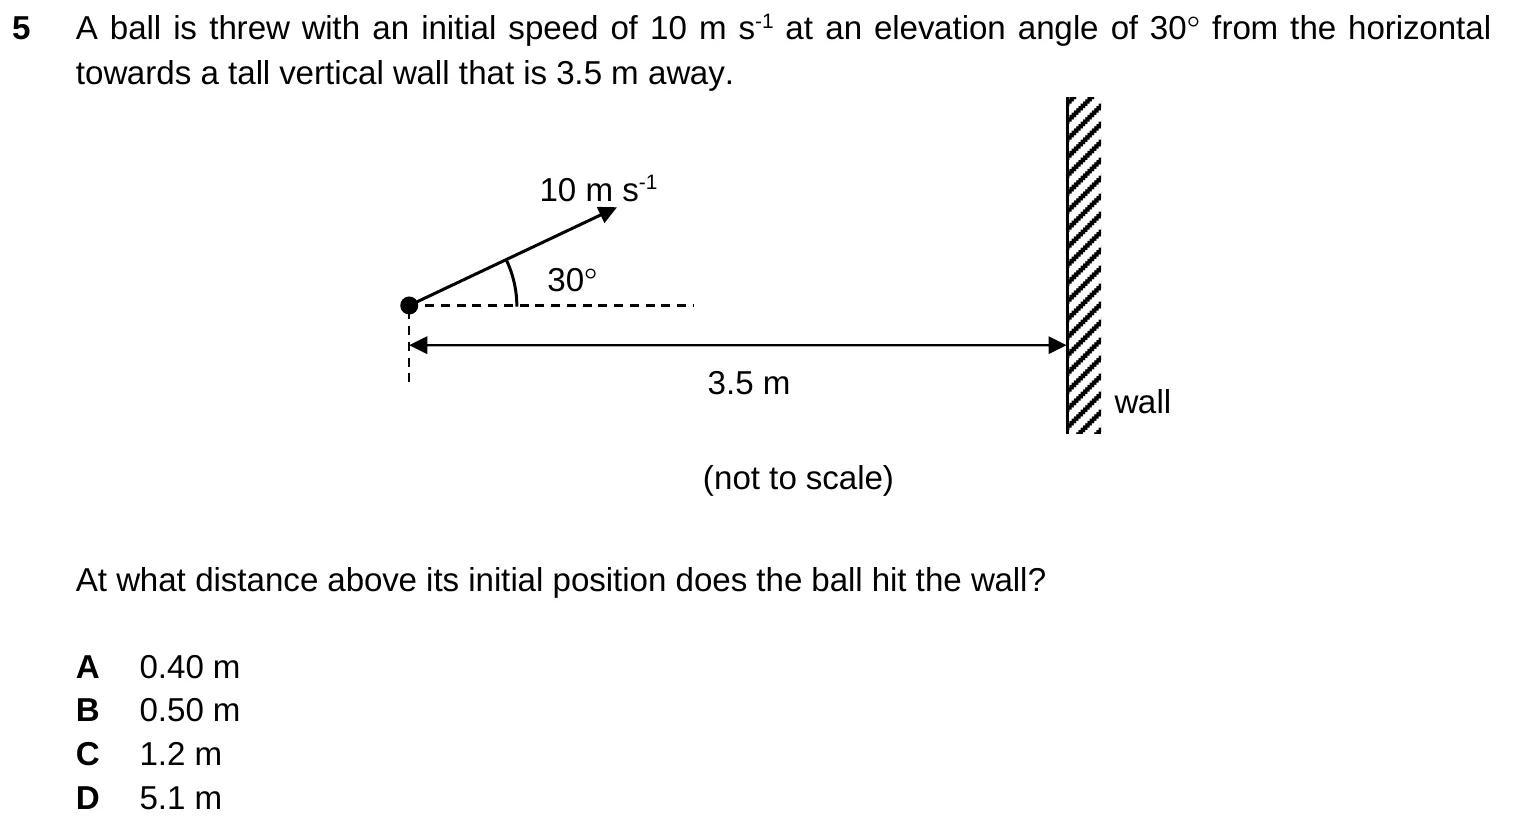 5 A ball is threw with an initial speed of 10 m s⁻¹ at an elevation angle of 30° from the horizontal
towards a tall vertical wall that is 3.5 m away.
10 m s⁻¹
30°
3.5 m
wall
(not to scale)
At what distance above its initial position does the ball hit the wall?
A 0.40 m
B 0.50 m
C 1.2 m
D 5.1 m